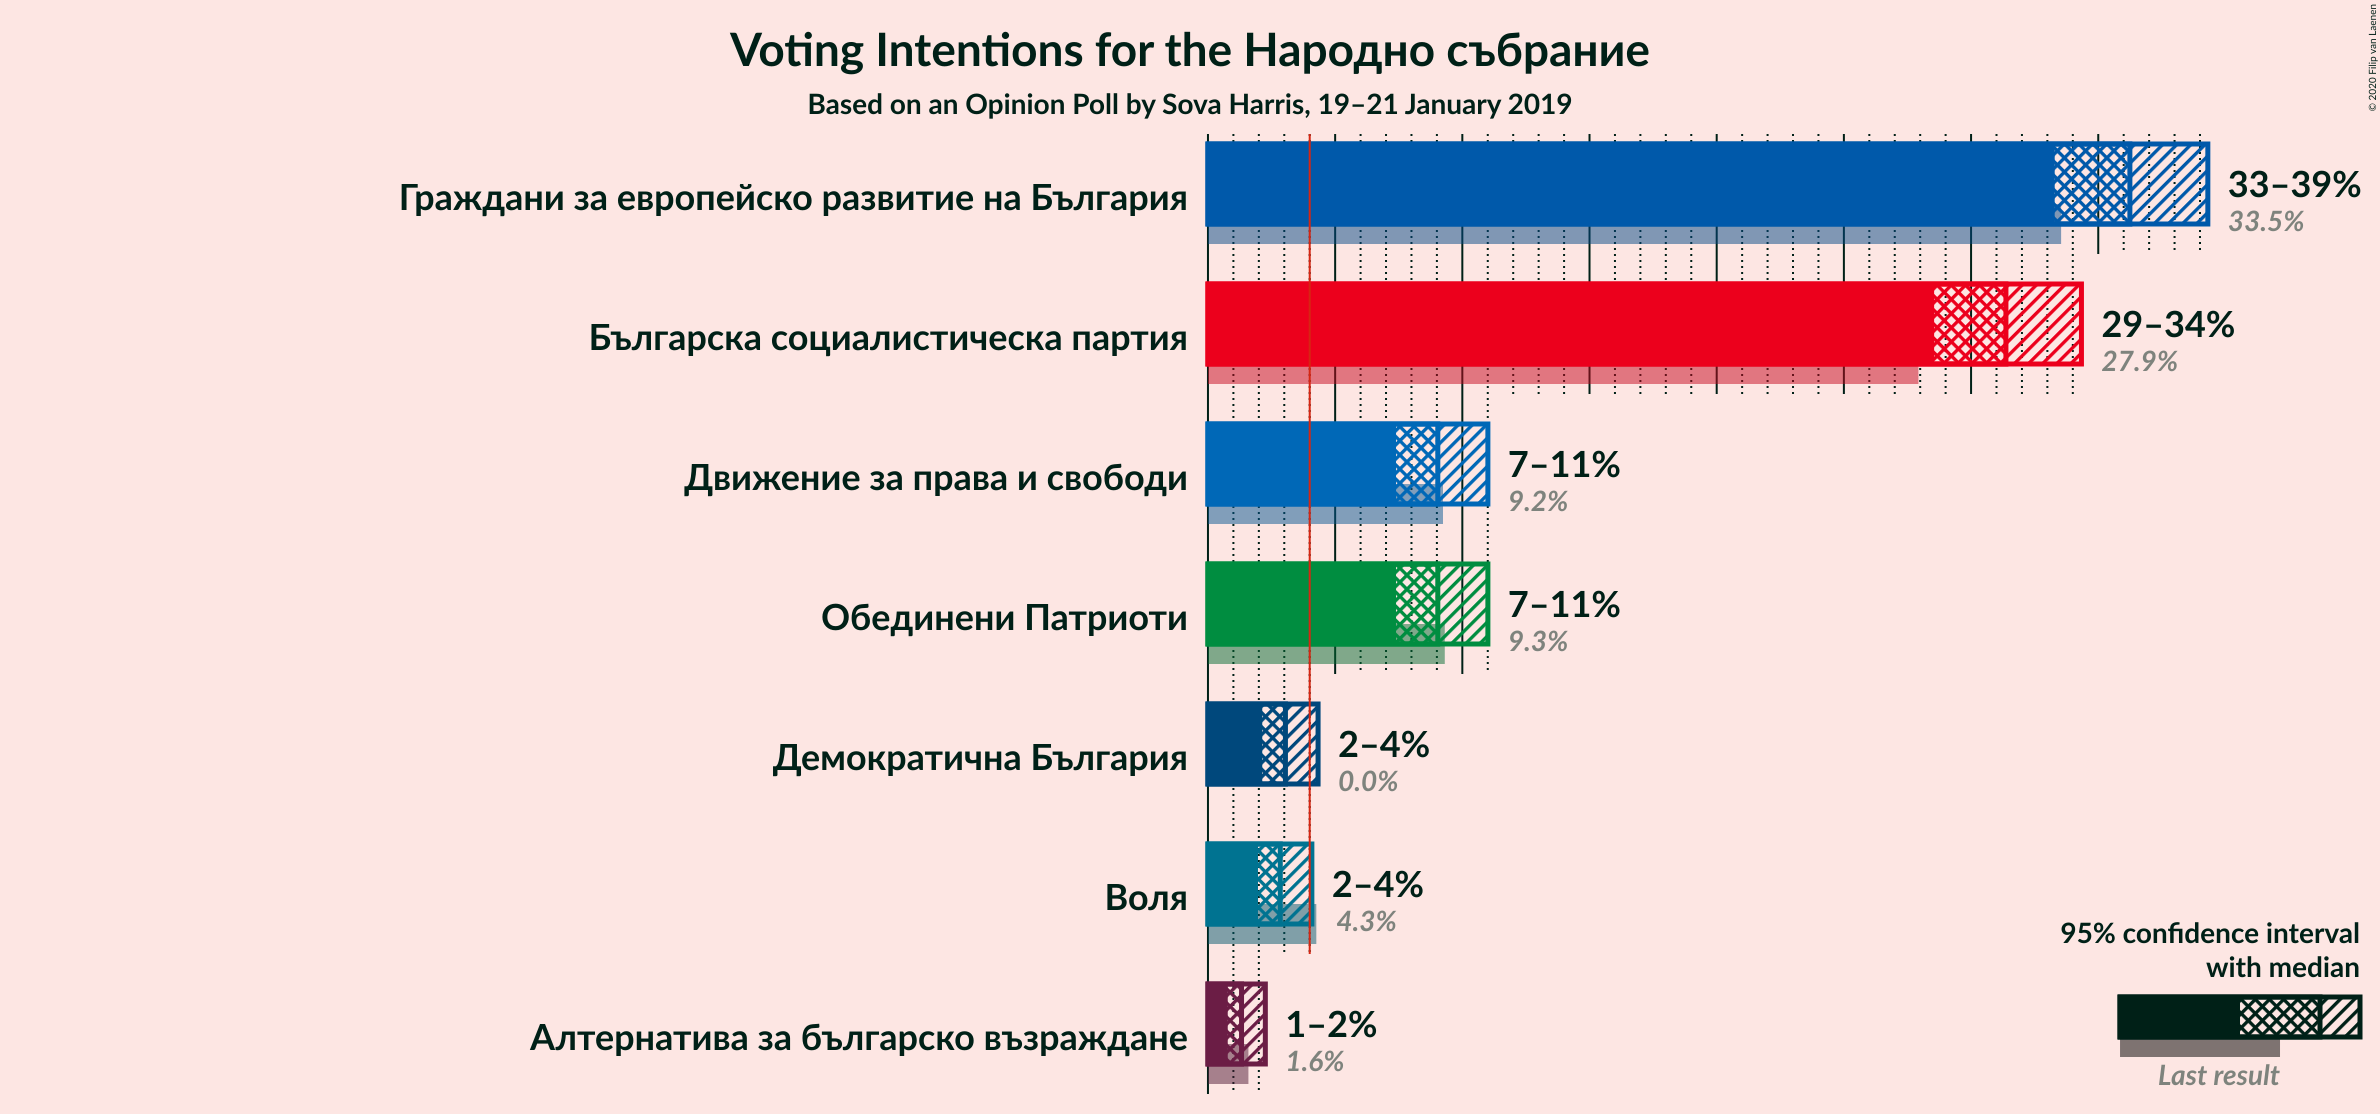 Voting Intentions for the Народно събрание
Based on an Opinion Poll by Sova Harris, 19–21 January 2019
© 2020 Filip van Laenen
Граждани за европейско развитие на България
33–39%
33.5%
Българска социалистическа партия
29–34%
27.9%
Движение за права и свободи
7–11%
9.2%
Обединени Патриоти
7–11%
9.3%
Демократична България
2–4%
0.0%
Воля
2–4%
4.3%
Алтернатива за българско възраждане
1–2%
1.6%
95% confidence interval
with median
Last result